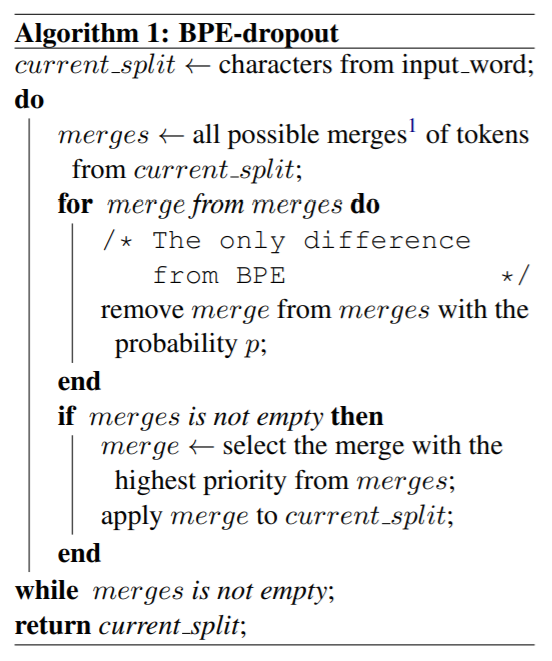 Algorithm 1: BPE-dropout
current_split ← characters from input_word;
do
merges ← all possible merges¹ of tokens
from current_split;
for merge from merges do
/* The only difference
from BPE */
remove merge from merges with the
probability p;
end
if merges is not empty then
merge ← select the merge with the
highest priority from merges;
apply merge to current_split;
end
while merges is not empty;
return current_split;